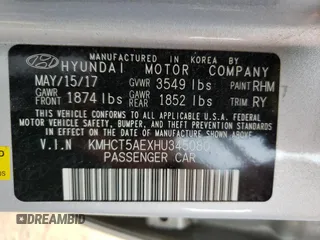 MANUFACTURED IN KOREA BY
HYUNDAI MOTOR COMPANY
MAY/15/17 GVWR 3549 lbs PAINT RHM
GAWR FRONT 1874 lbs GAWR REAR 1852 lbs TRIM RY
THIS VEHICLE CONFORMS TO ALL
APPLICABLE U.S.A. FEDERAL MOTOR
VEHICLE SAFETY, BUMPER, AND
THEFT PREVENTION STANDARDS IN
EFFECT ON THE DATE OF
MANUFACTURE SHOWN ABOVE.
V.I.N KMHCT5AEXHU345080
PASSENGER CAR
DREAMBID